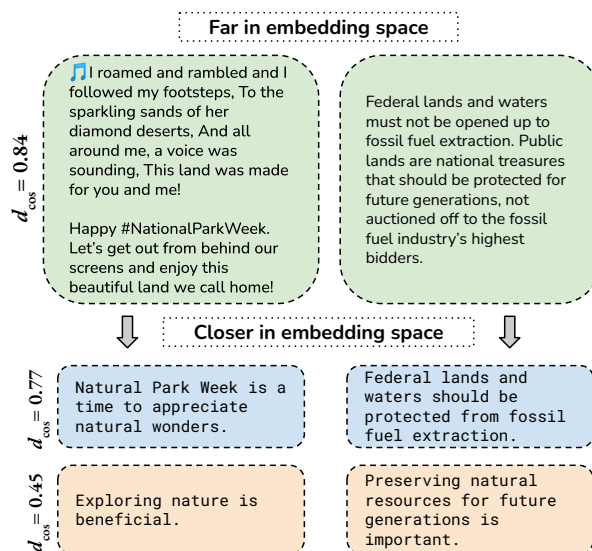 Far in embedding space
d_cos = 0.84
🎵I roamed and rambled and I
followed my footsteps, To the
sparkling sands of her
diamond deserts, And all
around me, a voice was
sounding, This land was made
for you and me!
Happy #NationalParkWeek.
Let's get out from behind our
screens and enjoy this
beautiful land we call home!
Federal lands and waters
must not be opened up to
fossil fuel extraction. Public
lands are national treasures
that should be protected for
future generations, not
auctioned off to the fossil
fuel industry's highest
bidders.
Closer in embedding space
d_cos = 0.77
Natural Park Week is a
time to appreciate
natural wonders.
Federal lands and
waters should be
protected from fossil
fuel extraction.
d_cos = 0.45
Exploring nature is
beneficial.
Preserving natural
resources for future
generations is
important.